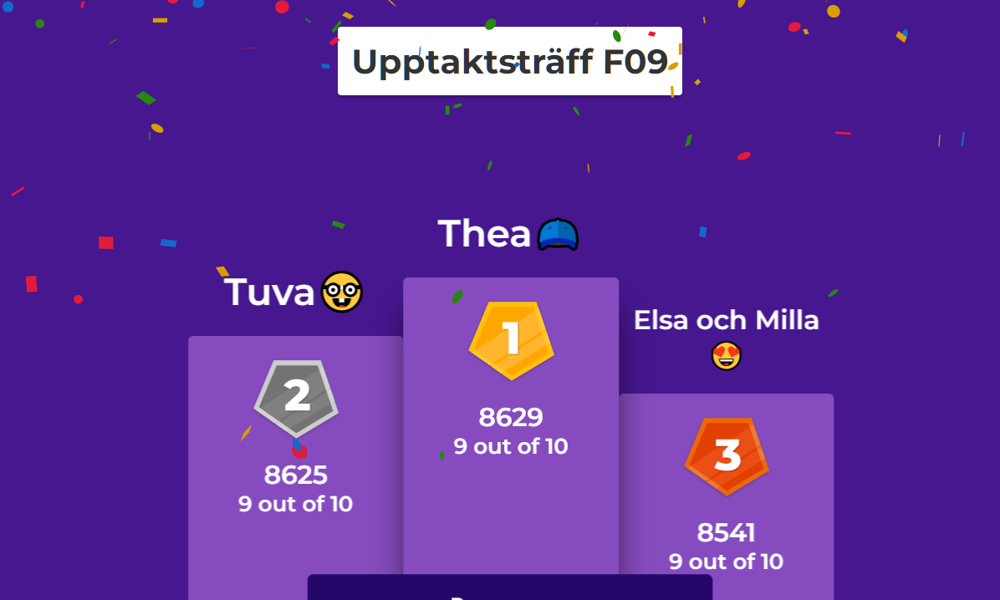 Upptaktsträff F09
Thea
Tuva
Elsa och Milla
1
8629
9 out of 10
2
8625
9 out of 10
3
8541
9 out of 10